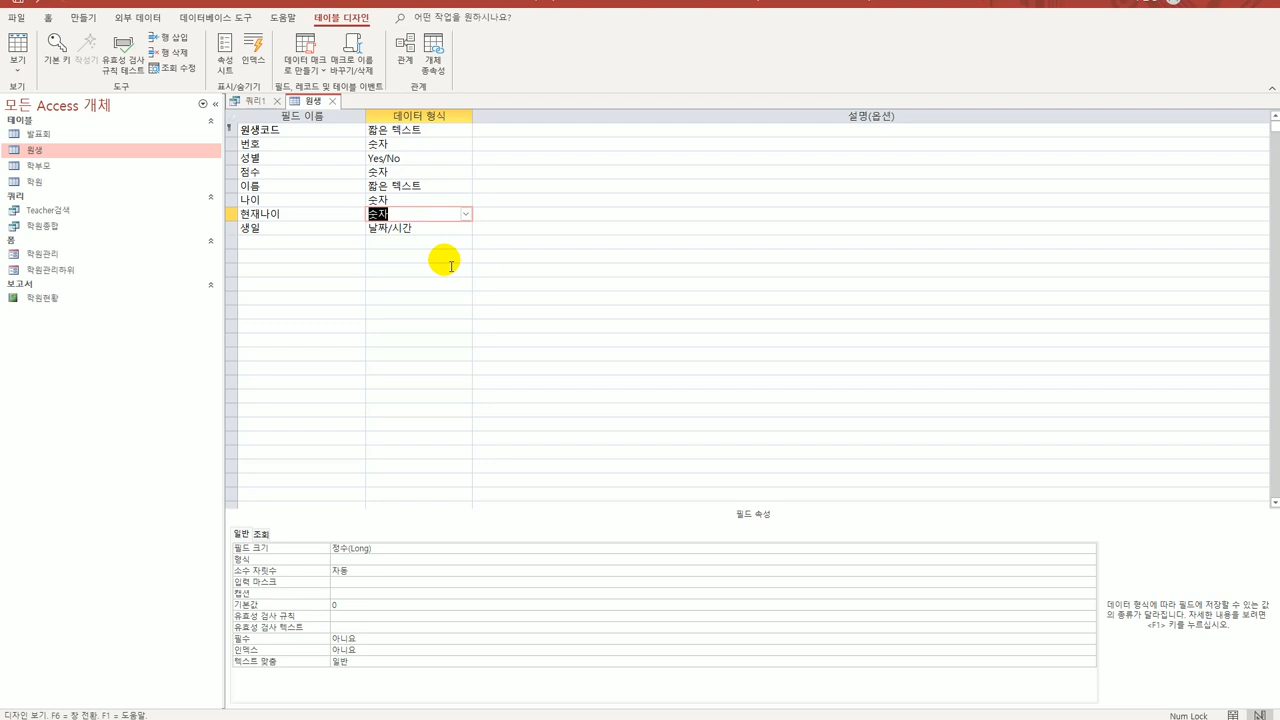 파일 홈 만들기 외부 데이터 데이터베이스 도구 도움말 테이블 디자인 어떤 작업을 원하시나요?
보기
기본 키
작성기
유효성 검사
규칙 테스트
행 삽입
행 삭제
조회 수정
속성
시트
인덱스
데이터 매크
로 만들기
매크로 이름
바꾸기/삭제
관계
개체
종속성
보기 도구 표시/숨기기 필드, 레코드 및 테이블 이벤트 관계
모든 Access 개체
테이블
발표회
원생
학부모
학원
쿼리
Teacher검색
학원종합
폼
학원관리
학원관리하위
보고서
학원현황
쿼리1 원생
필드 이름 데이터 형식 설명(옵션)
원생코드 짧은 텍스트
번호 숫자
성별 Yes/No
점수 숫자
이름 짧은 텍스트
나이 숫자
현재나이 숫자
생일 날짜/시간
필드 속성
일반 조회
필드 크기 정수(Long)
형식
소수 자릿수 자동
입력 마스크
캡션
기본값 0
유효성 검사 규칙
유효성 검사 텍스트
필수 아니요
인덱스 아니요
텍스트 맞춤 일반
데이터 형식에 따라 필드에 저장할 수 있는 값
의 종류가 달라집니다. 자세한 내용을 보려면
<F1> 키를 누르십시오.
디자인 보기. F6 = 창 전환. F1 = 도움말.
Num Lock